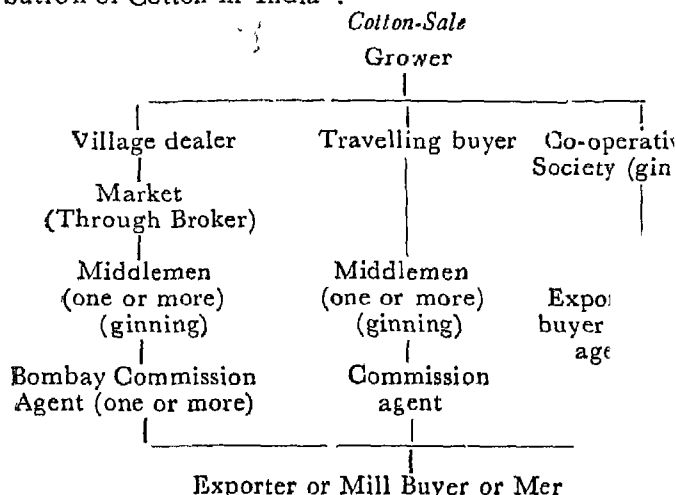 bution of Cotton in India".
Cotton-Sale
Grower
Village dealer Travelling buyer Co-operati
Society (gin
Market
(Through Broker)
Middlemen Middlemen
(one or more) (one or more) Expo
(ginning) (ginning) buyer
age
Bombay Commission Commission
Agent (one or more) agent
Exporter or Mill Buyer or Mer